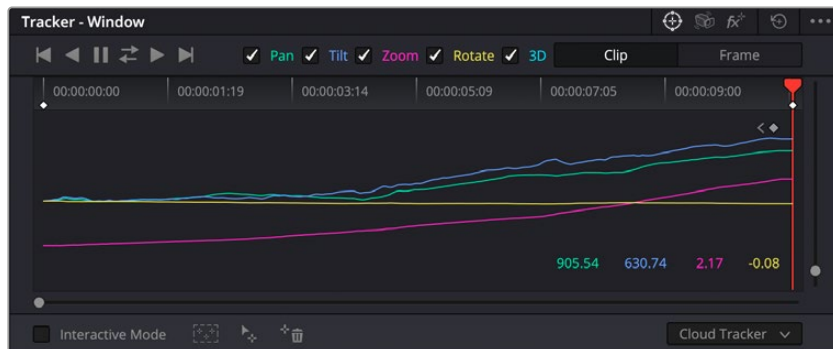 Tracker - Window
Pan Tilt Zoom Rotate 3D Clip Frame
00:00:00:00 00:00:01:19 00:00:03:14 00:00:05:09 00:00:07:05 00:00:09:00
905.54 630.74 2.17 -0.08
Interactive Mode Cloud Tracker